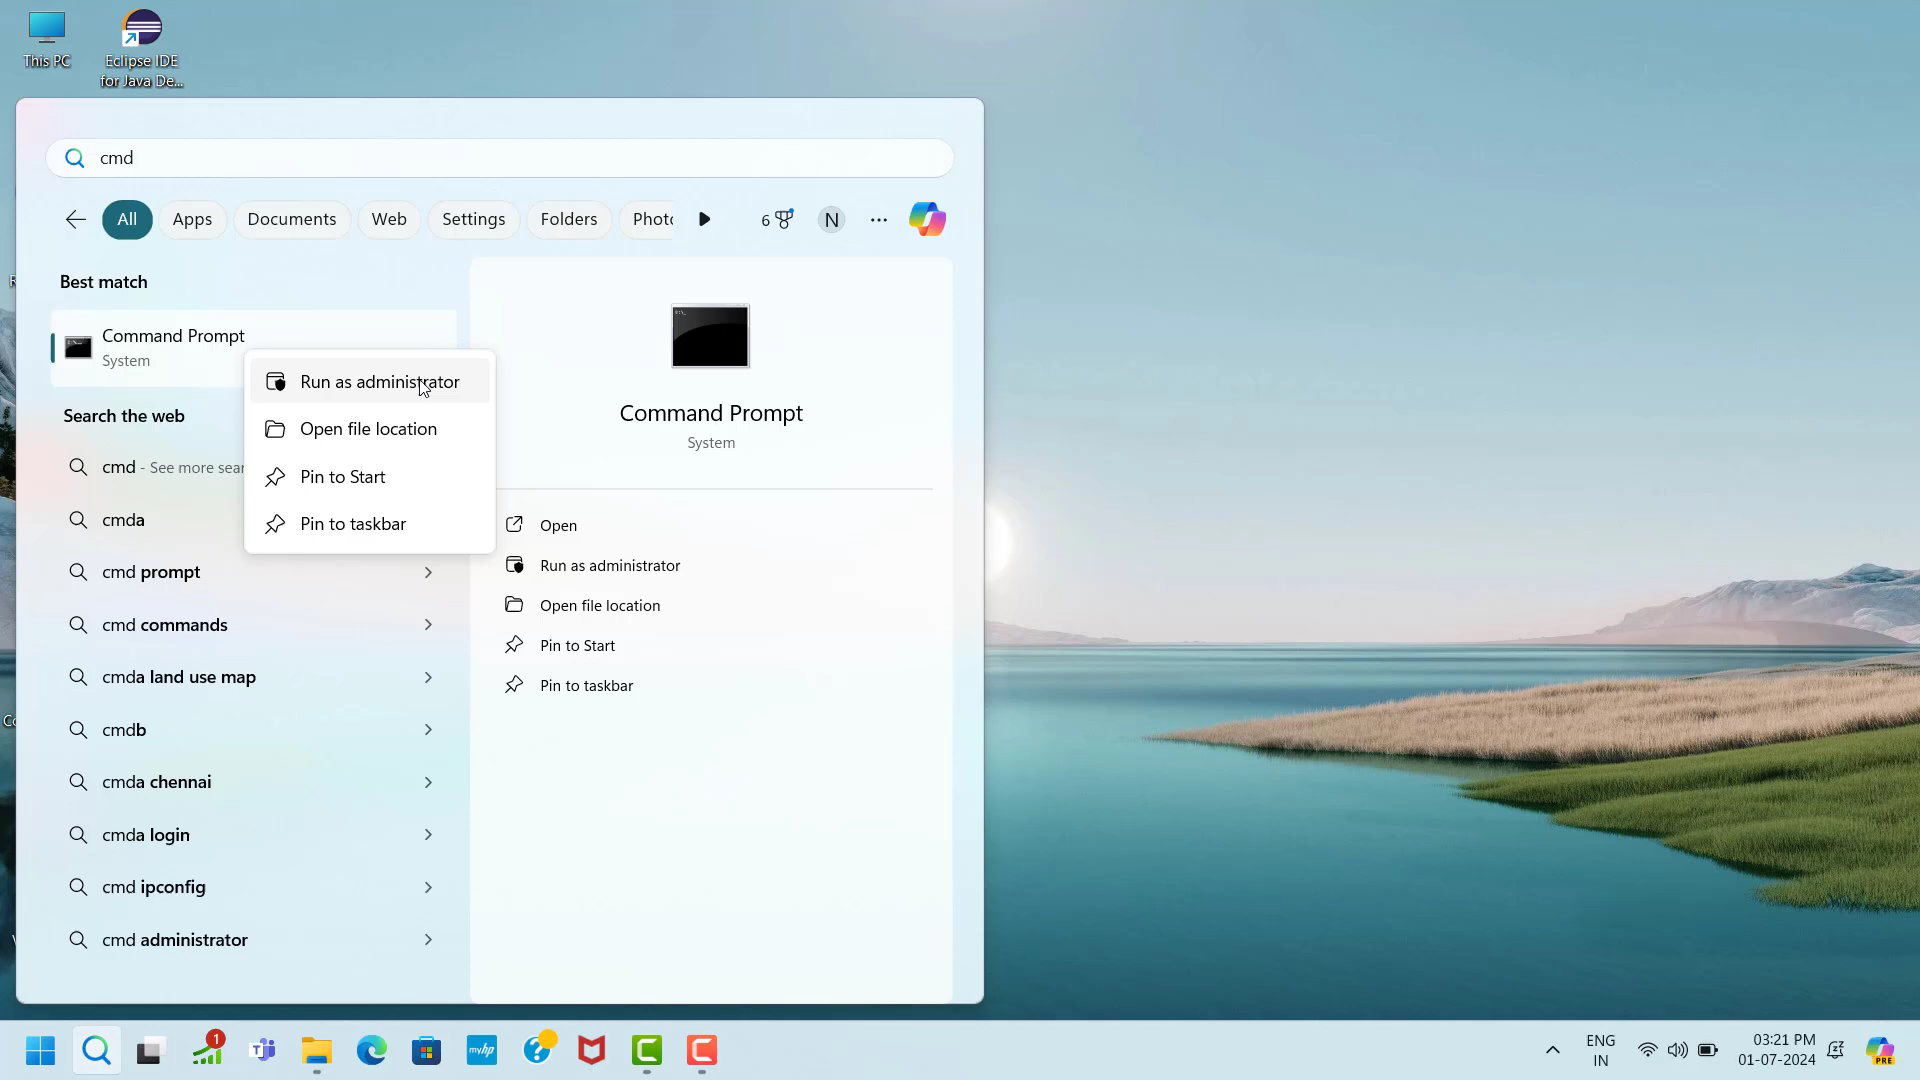 This PC
Eclipse IDE
for Java De...
cmd
All
Apps
Documents
Web
Settings
Folders
6
N
Best match
Command Prompt
System
Run as administrator
Open file location
Pin to Start
Pin to taskbar
Search the web
cmd - See more
cmda
cmd prompt
cmd commands
cmda land use map
cmdb
cmda chennai
cmda login
cmd ipconfig
cmd administrator
Command Prompt
System
Open
Run as administrator
Open file location
Pin to Start
Pin to taskbar
1
myhp
ENG
IN
03:21 PM
01-07-2024
PRE